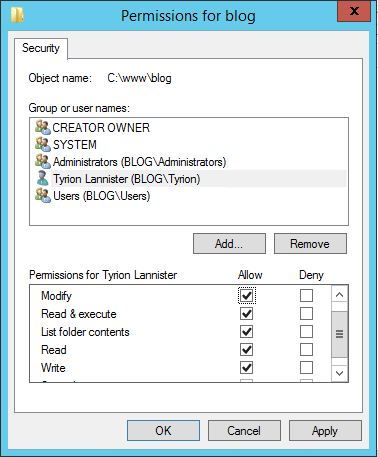 Permissions for blog
Security
Object name: C:\www\blog
Group or user names:
CREATOR OWNER
SYSTEM
Administrators (BLOG\Administrators)
Tyrion Lannister (BLOG\Tyrion)
Users (BLOG\Users)
Add... Remove
Permissions for Tyrion Lannister Allow Deny
Modify
Read & execute
List folder contents
Read
Write
OK Cancel Apply